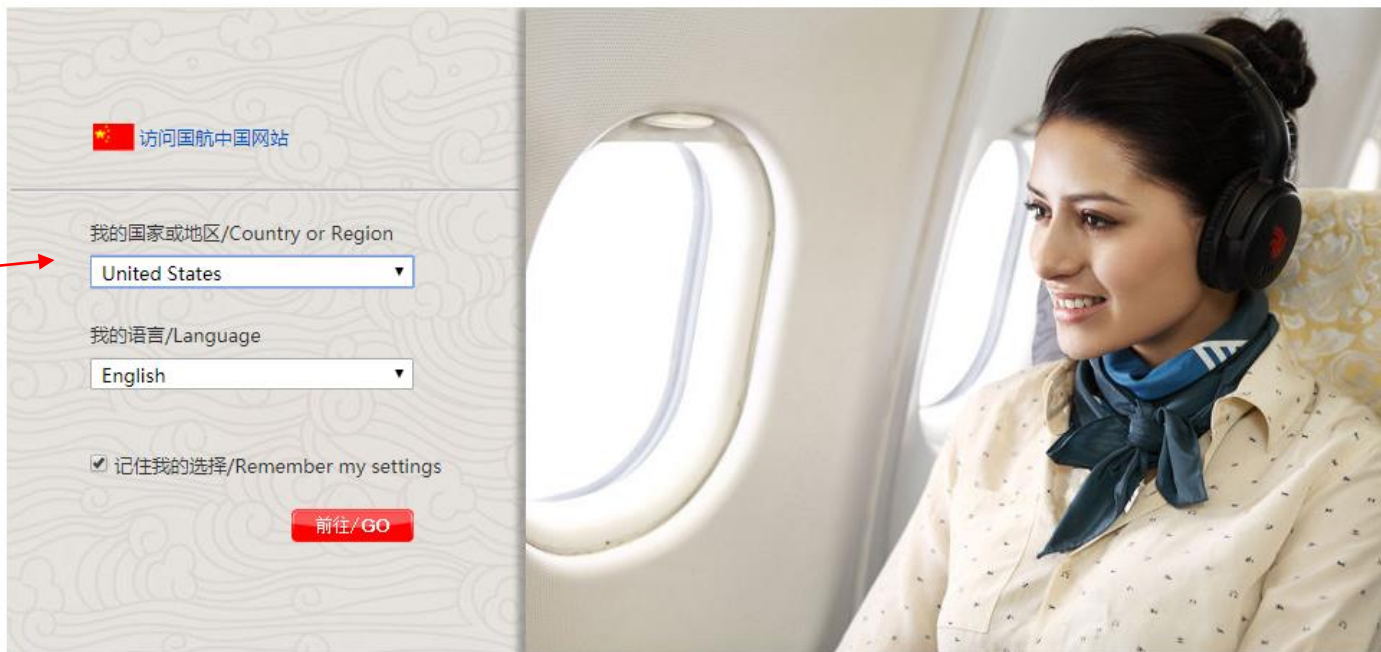 访问国航中国网站
我的国家或地区/Country or Region
United States
我的语言/Language
English
记住我的选择/Remember my settings
前往/GO